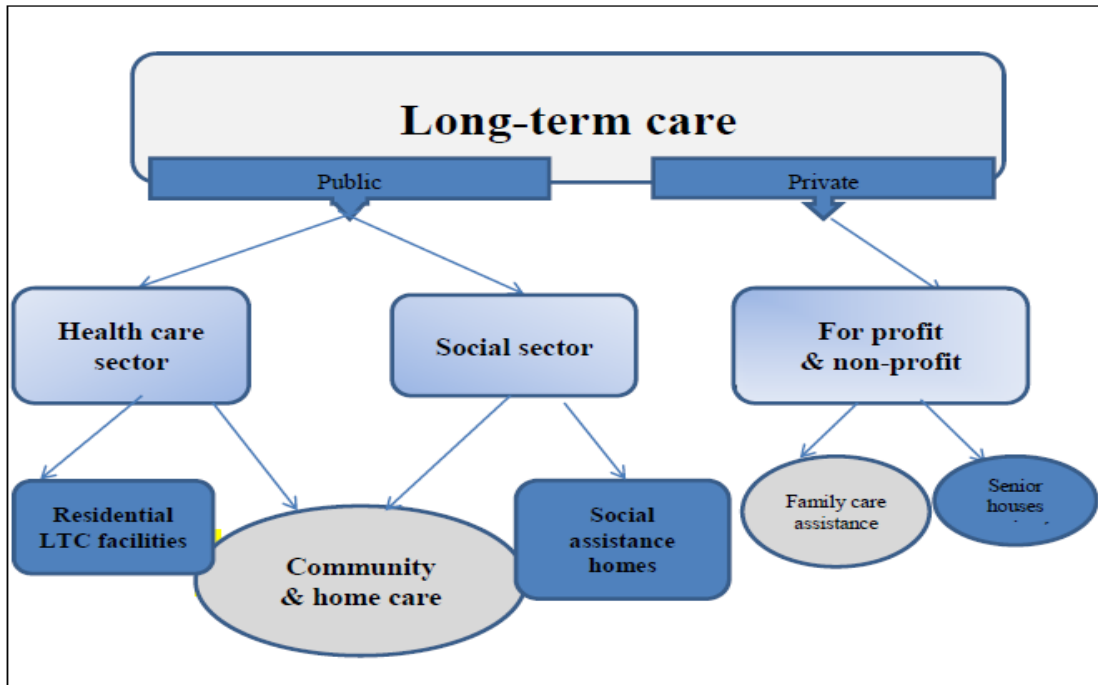 Long-term care
Public
Private
Health care
sector
Social sector
For profit
& non-profit
Residential
LTC facilities
Community
& home care
Social
assistance
homes
Family care
assistance
Senior
houses